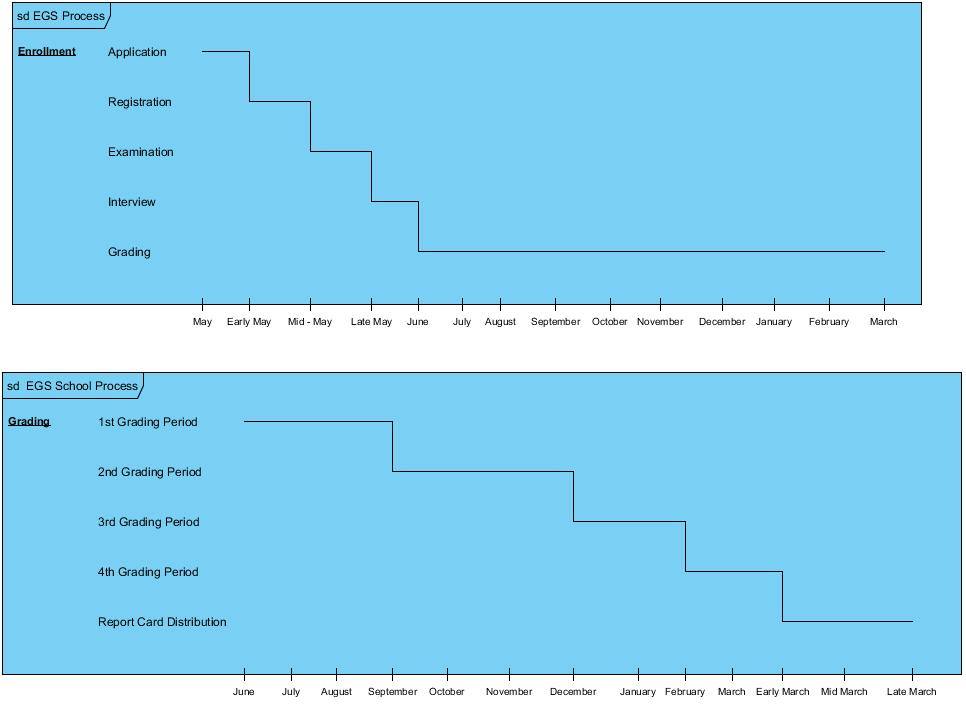 sd EGS Process
Enrollment
Application
Registration
Examination
Interview
Grading
May Early May Mid - May Late May June July August September October November December January February March
sd EGS School Process
Grading
1st Grading Period
2nd Grading Period
3rd Grading Period
4th Grading Period
Report Card Distribution
June July August September October November December January February March Early March Mid March Late March